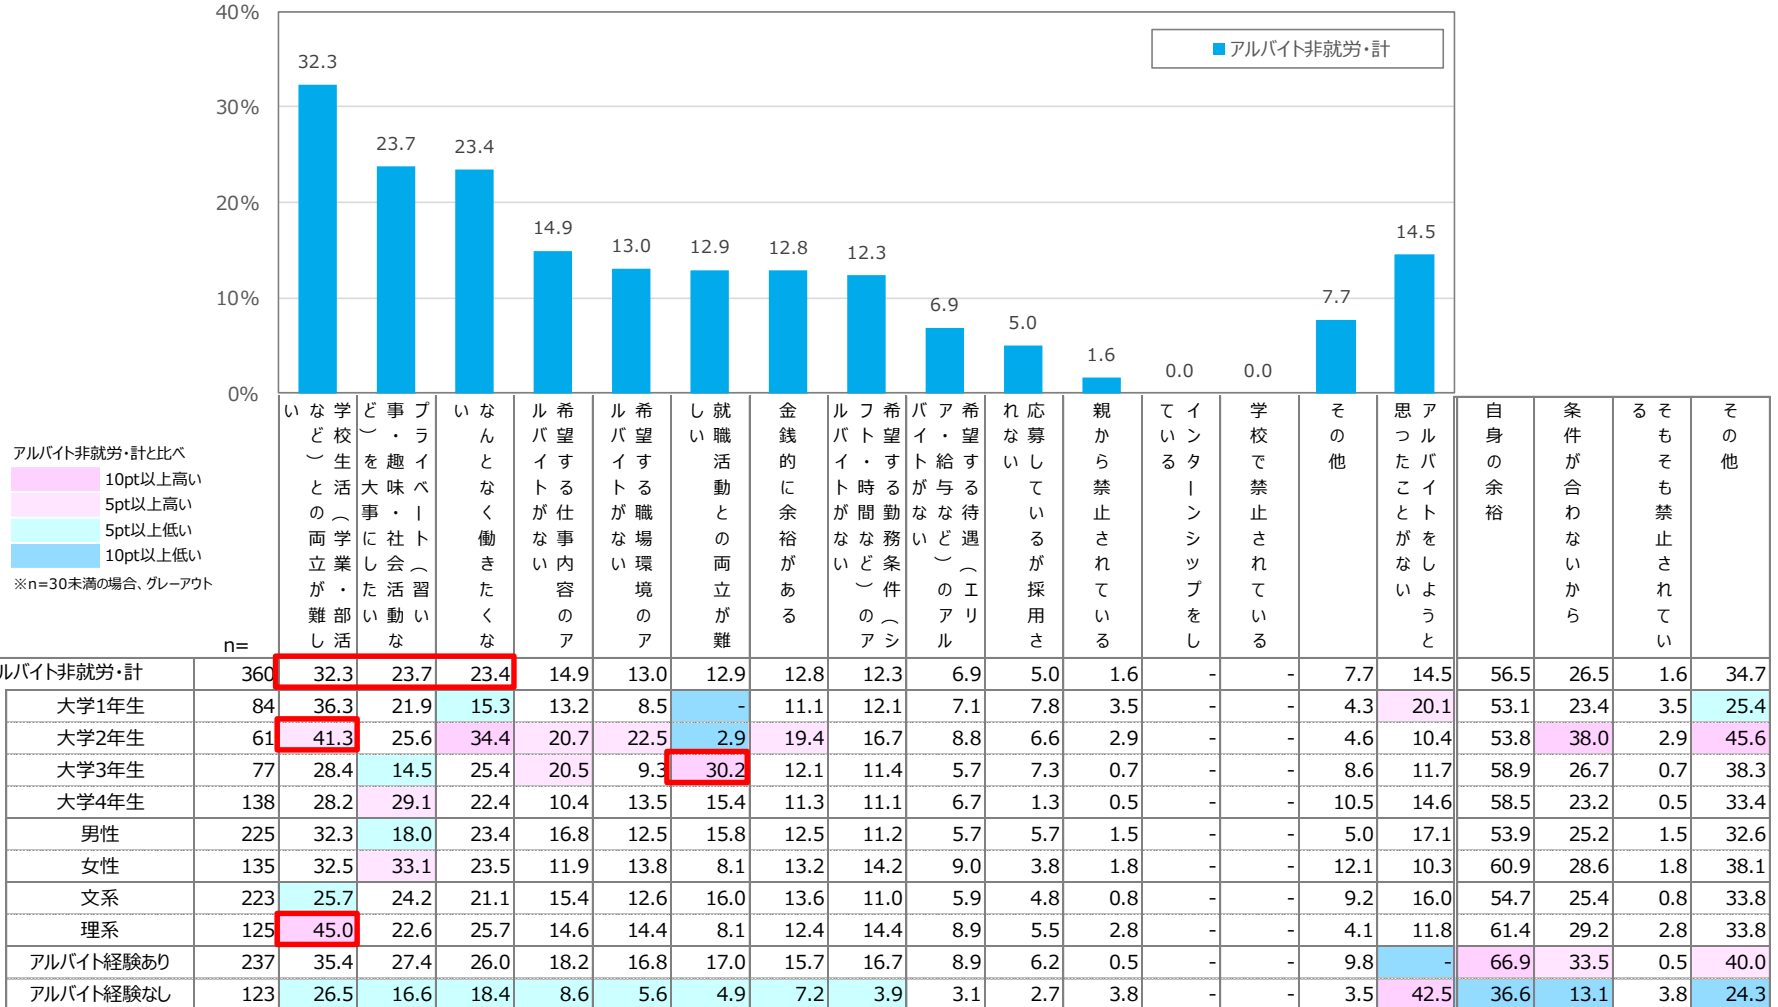 40%
30%
20%
10%
0%
アルバイト非就労・計
32.3
23.7
23.4
14.9
13.0
12.9
12.8
12.3
6.9
5.0
1.6
0.0
0.0
7.7
14.5
アルバイト非就労・計と比べ
10pt以上高い
5pt以上高い
5pt以上低い
10pt以上低い
※n=30未満の場合、グレーアウト
n=
学校生活（学業・部活
など）との両立が難し
い
プライベート（習い
事・趣味・社会活動な
ど）を大事にしたい
なんとなく働きたくな
い
希望する仕事内容のア
ルバイトがない
希望する職場環境のア
ルバイトがない
就職活動との両立が難
しい
金銭的に余裕がある
希望する勤務条件（シ
フト・時間など）のア
ルバイトがない
希望する待遇（エリ
ア・給与など）のアル
バイトがない
応募しているが採用さ
れない
親から禁止されている
インターンシップをし
ている
学校で禁止されている
その他
アルバイトをしようと
思ったことがない
自身の余裕
条件が合わないから
そもそも禁止されてい
る
その他
ルバイト非就労・計 360 32.3 23.7 23.4 14.9 13.0 12.9 12.8 12.3 6.9 5.0 1.6 - - 7.7 14.5 56.5 26.5 1.6 34.7
大学1年生 84 36.3 21.9 15.3 13.2 8.5 - 11.1 12.1 7.1 7.8 3.5 - - 4.3 20.1 53.1 23.4 3.5 25.4
大学2年生 61 41.3 25.6 34.4 20.7 22.5 2.9 19.4 16.7 8.8 6.6 2.9 - - 4.6 10.4 53.8 38.0 2.9 45.6
大学3年生 77 28.4 14.5 25.4 20.5 9.3 30.2 12.1 11.4 5.7 7.3 0.7 - - 8.6 11.7 58.9 26.7 0.7 38.3
大学4年生 138 28.2 29.1 22.4 10.4 13.5 15.4 11.3 11.1 6.7 1.3 0.5 - - 10.5 14.6 58.5 23.2 0.5 33.4
男性 225 32.3 18.0 23.4 16.8 12.5 15.8 12.5 11.2 5.7 5.7 1.5 - - 5.0 17.1 53.9 25.2 1.5 32.6
女性 135 32.5 33.1 23.5 11.9 13.8 8.1 13.2 14.2 9.0 3.8 1.8 - - 12.1 10.3 60.9 28.6 1.8 38.1
文系 223 25.7 24.2 21.1 15.4 12.6 16.0 13.6 11.0 5.9 4.8 0.8 - - 9.2 16.0 54.7 25.4 0.8 33.8
理系 125 45.0 22.6 25.7 14.6 14.4 8.1 12.4 14.4 8.9 5.5 2.8 - - 4.1 11.8 61.4 29.2 2.8 33.8
アルバイト経験あり 237 35.4 27.4 26.0 18.2 16.8 17.0 15.7 16.7 8.9 6.2 0.5 - - 9.8 - 66.9 33.5 0.5 40.0
アルバイト経験なし 123 26.5 16.6 18.4 8.6 5.6 4.9 7.2 3.9 3.1 2.7 3.8 - - 3.5 42.5 36.6 13.1 3.8 24.3